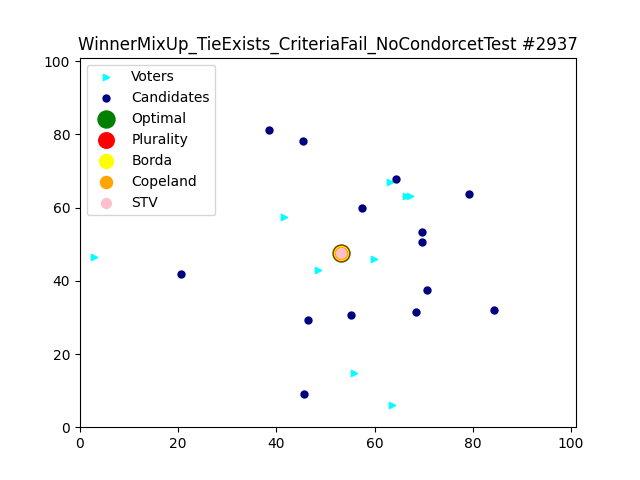 WinnerMixUp_TieExists_CriteriaFail_NoCondorcetTest #2937
Voters
Candidates
Optimal
Plurality
Borda
Copeland
STV
100
80
60
40
20
0
0 20 40 60 80 100